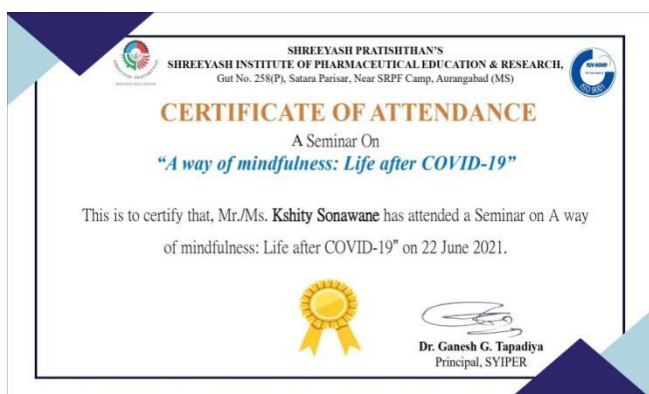 SHREEYASH PRATISHTHAN'S
SHREEYASH INSTITUTE OF PHARMACEUTICAL EDUCATION & RESEARCH,
Gut No. 258(P), Satara Parisar, Near SRPF Camp, Aurangabad (MS)
ISO 9001
CERTIFICATE OF ATTENDANCE
A Seminar On
“A way of mindfulness: Life after COVID-19”
This is to certify that, Mr./Ms. Kshity Sonawane has attended a Seminar on A way
of mindfulness: Life after COVID-19” on 22 June 2021.
Dr. Ganesh G. Tapadiya
Principal, SYIPER